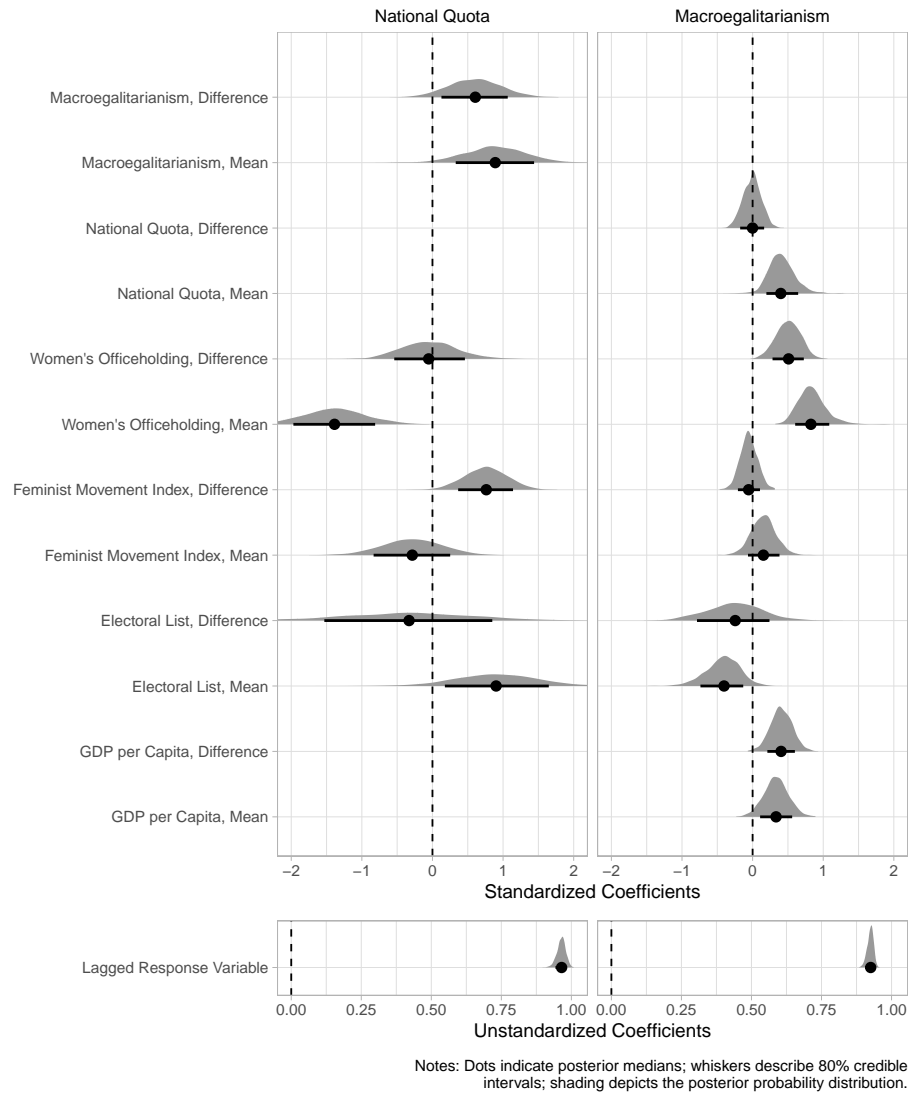 National Quota
Macroegalitarianism
Macroegalitarianism, Difference
Macroegalitarianism, Mean
National Quota, Difference
National Quota, Mean
Women's Officeholding, Difference
Women's Officeholding, Mean
Feminist Movement Index, Difference
Feminist Movement Index, Mean
Electoral List, Difference
Electoral List, Mean
GDP per Capita, Difference
GDP per Capita, Mean
−2 −1 0 1 2 −2 −1 0 1 2
Standardized Coefficients
Lagged Response Variable
0.00 0.25 0.50 0.75 1.00 0.00 0.25 0.50 0.75 1.00
Unstandardized Coefficients
Notes: Dots indicate posterior medians; whiskers describe 80% credible
intervals; shading depicts the posterior probability distribution.